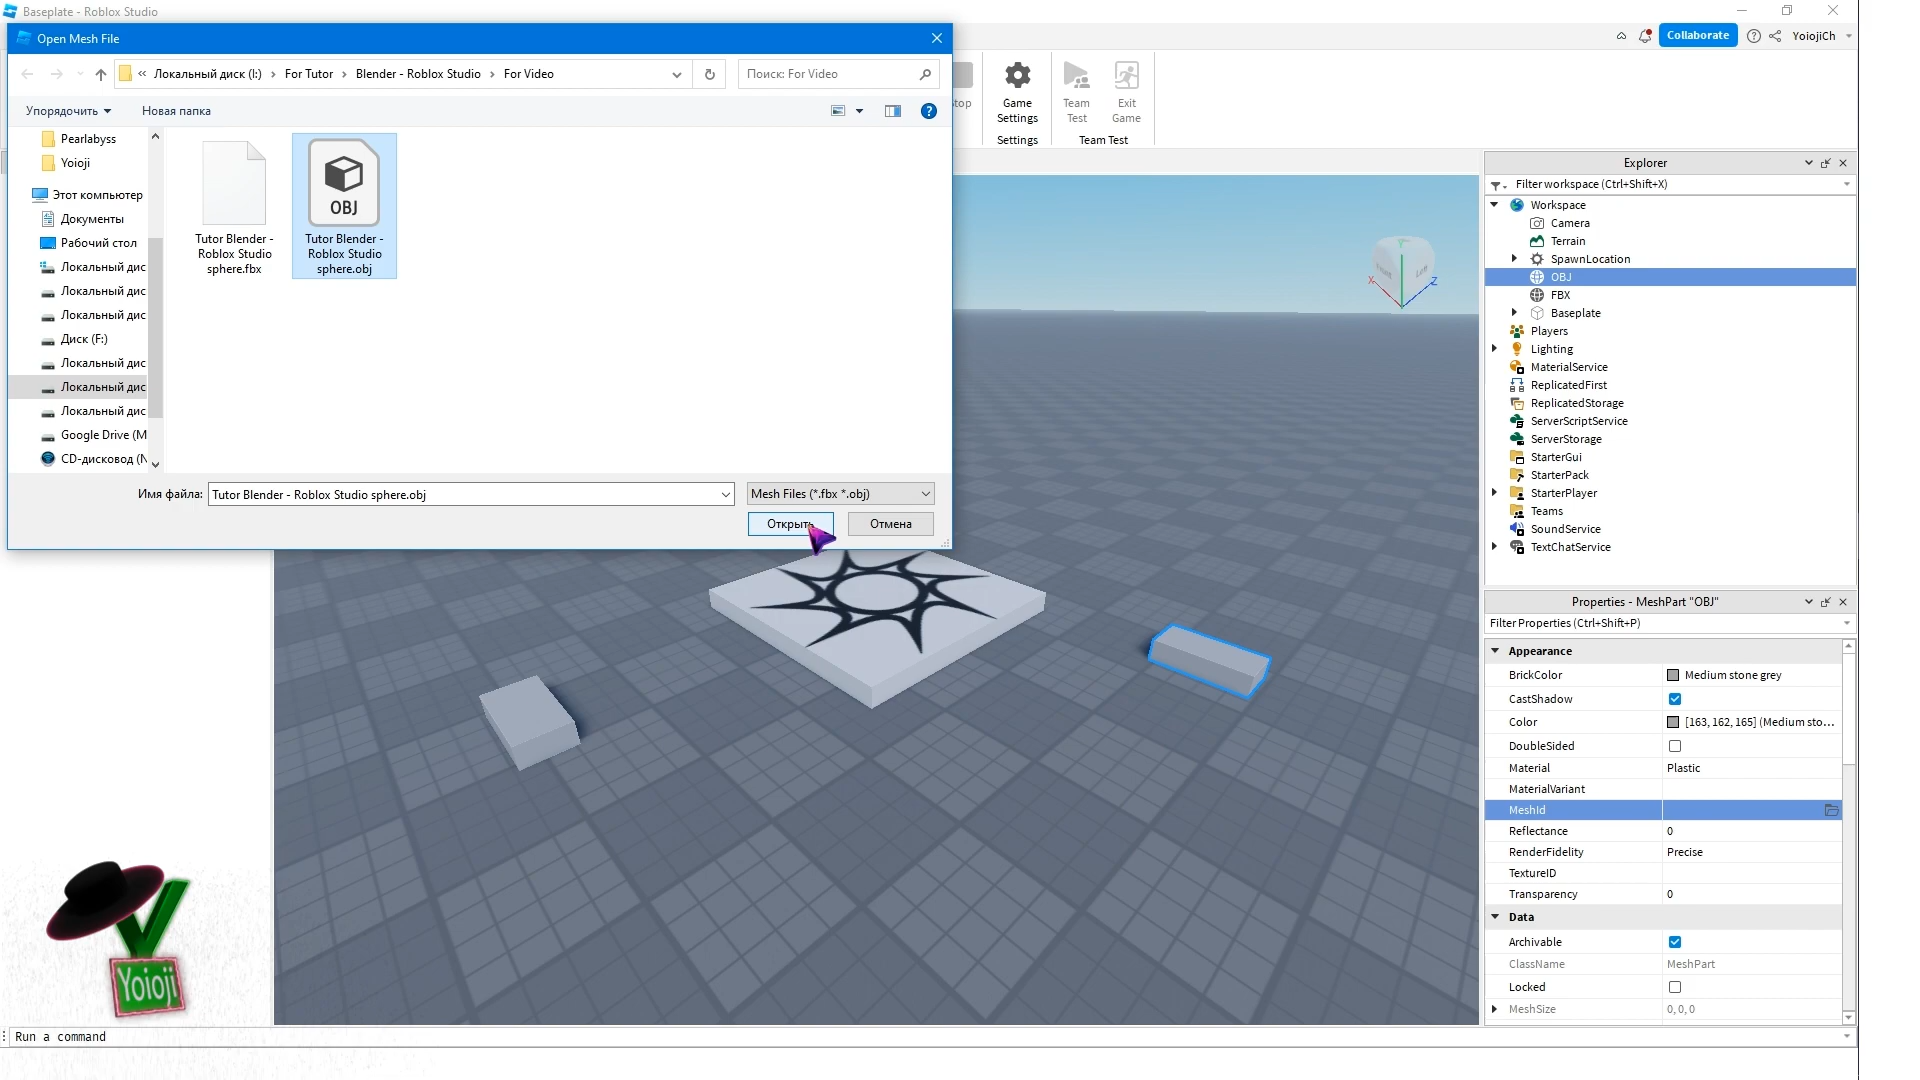 Baseplate - Roblox Studio
Open Mesh File
« Локальный диск (I:) › For Tutor › Blender - Roblox Studio › For Video
Поиск: For Video
Упорядочить
Новая папка
Pearlabyss
Yoioji
Этот компьютер
Документы
Рабочий стол
Локальный дис
Локальный дис
Локальный дис
Диск (F:)
Локальный дис
Локальный дис
Локальный дис
Google Drive (M
CD-дисковод (N
Tutor Blender -
Roblox Studio
sphere.fbx
OBJ
Tutor Blender -
Roblox Studio
sphere.obj
Имя файла:
Tutor Blender - Roblox Studio sphere.obj
Mesh Files (*.fbx *.obj)
Открыть
Отмена
Collaborate
YoiojiCh
top
Game
Settings
Team
Test
Exit
Game
Settings
Team Test
Y
X
Z
Left
Explorer
Filter workspace (Ctrl+Shift+X)
Workspace
Camera
Terrain
SpawnLocation
OBJ
FBX
Baseplate
Players
Lighting
MaterialService
ReplicatedFirst
ReplicatedStorage
ServerScriptService
ServerStorage
StarterGui
StarterPack
StarterPlayer
Teams
SoundService
TextChatService
Properties - MeshPart "OBJ"
Filter Properties (Ctrl+Shift+P)
Appearance
BrickColor Medium stone grey
CastShadow
Color [163, 162, 165] (Medium sto...
DoubleSided
Material Plastic
MaterialVariant
MeshId
Reflectance 0
RenderFidelity Precise
TextureID
Transparency 0
Data
Archivable
ClassName MeshPart
Locked
MeshSize 0, 0, 0
Yoioji
Run a command